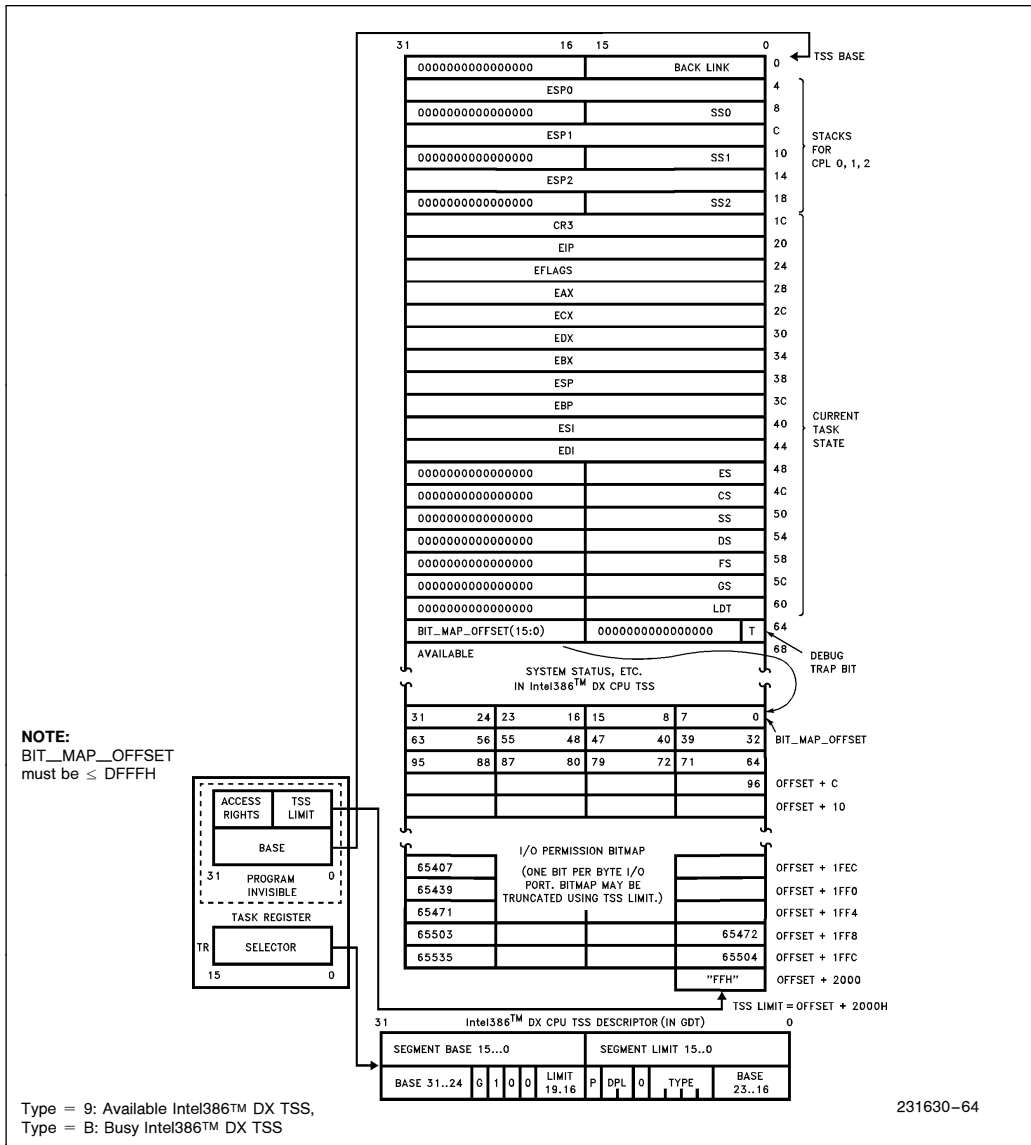 31 16 15 0
TSS BASE
0000000000000000 BACK LINK 0
ESP0 4
0000000000000000 SS0 8
ESP1 C
0000000000000000 SS1 10
ESP2 14
0000000000000000 SS2 18
STACKS
FOR
CPL 0, 1, 2
CR3 1C
EIP 20
EFLAGS 24
EAX 28
ECX 2C
EDX 30
EBX 34
ESP 38
EBP 3C
ESI 40
EDI 44
0000000000000000 ES 48
0000000000000000 CS 4C
0000000000000000 SS 50
0000000000000000 DS 54
0000000000000000 FS 58
0000000000000000 GS 5C
0000000000000000 LDT 60
CURRENT
TASK
STATE
BIT_MAP_OFFSET(15:0) 0000000000000000 T 64
AVAILABLE 68
DEBUG
TRAP BIT
SYSTEM STATUS, ETC.
IN Intel386™ DX CPU TSS
31 24 23 16 15 8 7 0
63 56 55 48 47 40 39 32 BIT_MAP_OFFSET
95 88 87 80 79 72 71 64
96 OFFSET + C
OFFSET + 10
NOTE:
BIT__MAP__OFFSET
must be ≤ DFFFH
ACCESS TSS
RIGHTS LIMIT
BASE
31 0
PROGRAM
INVISIBLE
TASK REGISTER
TR SELECTOR
15 0
I/O PERMISSION BITMAP
(ONE BIT PER BYTE I/O
PORT. BITMAP MAY BE
TRUNCATED USING TSS LIMIT.)
65407 OFFSET + 1FEC
65439 OFFSET + 1FF0
65471 OFFSET + 1FF4
65503 65472 OFFSET + 1FF8
65535 65504 OFFSET + 1FFC
"FFH" OFFSET + 2000
TSS LIMIT = OFFSET + 2000H
31 Intel386™ DX CPU TSS DESCRIPTOR (IN GDT) 0
SEGMENT BASE 15...0 SEGMENT LIMIT 15..0
BASE 31..24 G 1 0 0 LIMIT 19.16 P DPL 0 TYPE BASE 23..16
Type = 9: Available Intel386™ DX TSS,
Type = B: Busy Intel386™ DX TSS
231630–64